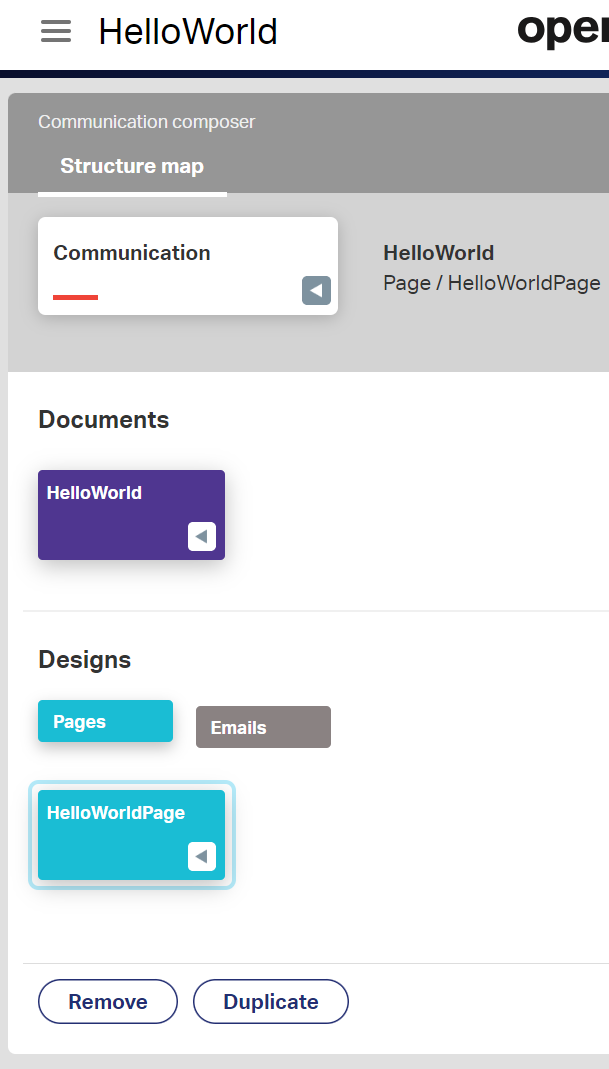 HelloWorld
open
Communication composer
Structure map
Communication
HelloWorld
Page / HelloWorldPage
Documents
HelloWorld
Designs
Pages
Emails
HelloWorldPage
Remove
Duplicate